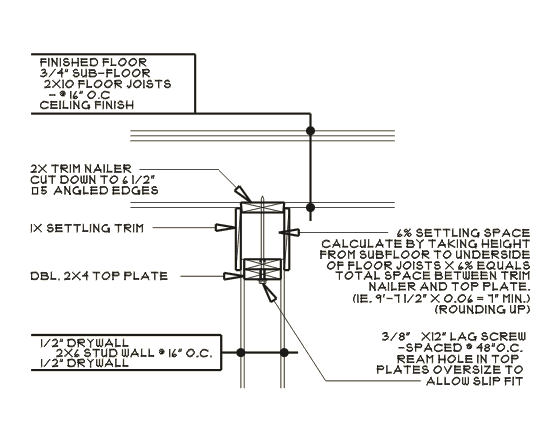 FINISHED FLOOR
3/4" SUB-FLOOR
2X10 FLOOR JOISTS
- @ 16" O.C
CEILING FINISH
2X TRIM NAILER
CUT DOWN TO 6 1/2"
□5 ANGLED EDGES
1X SETTLING TRIM
DBL. 2X4 TOP PLATE
1/2" DRYWALL
2X6 STUD WALL @ 16" O.C.
1/2" DRYWALL
6% SETTLING SPACE
CALCULATE BY TAKING HEIGHT
FROM SUBFLOOR TO UNDERSIDE
OF FLOOR JOISTS X 6% EQUALS
TOTAL SPACE BETWEEN TRIM
NAILER AND TOP PLATE.
(IE. 9'-7 1/2" X 0.06 = 7" MIN.)
(ROUNDING UP)
3/8" X12" LAG SCREW
-SPACED @ 48"O.C.
REAM HOLE IN TOP
PLATES OVERSIZE TO
ALLOW SLIP FIT